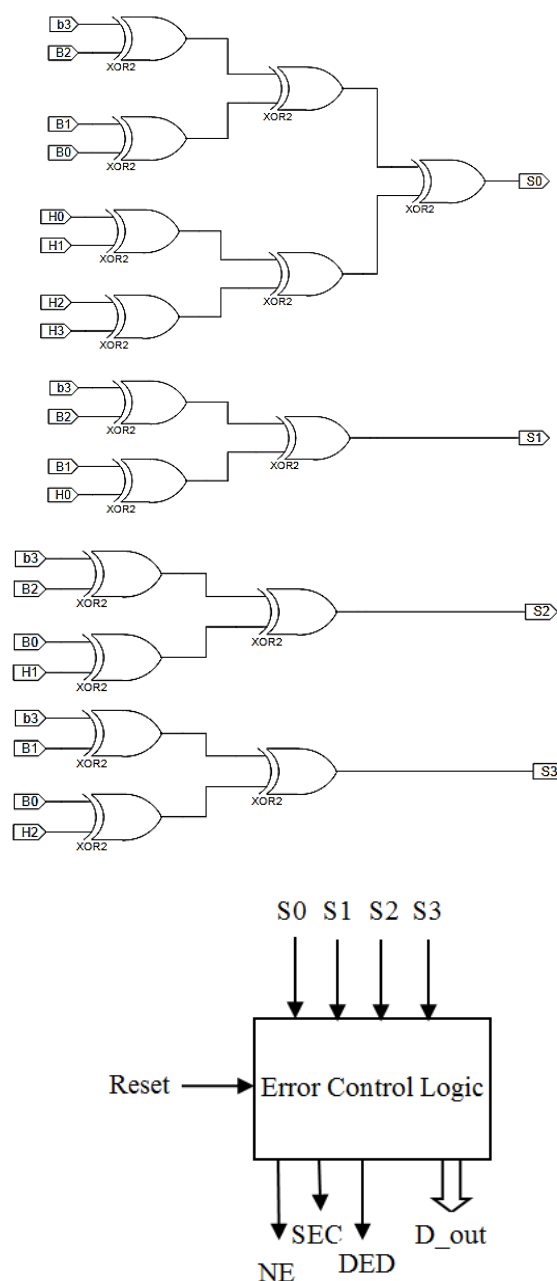 b3
B2
XOR2
XOR2
B1
B0
XOR2
XOR2
S0
H0
H1
XOR2
XOR2
H2
H3
XOR2
b3
B2
XOR2
XOR2
S1
B1
H0
XOR2
b3
B2
XOR2
XOR2
S2
B0
H1
XOR2
b3
B1
XOR2
XOR2
S3
B0
H2
XOR2
S0 S1 S2 S3
Reset
Error Control Logic
NE
SEC
DED
D_out